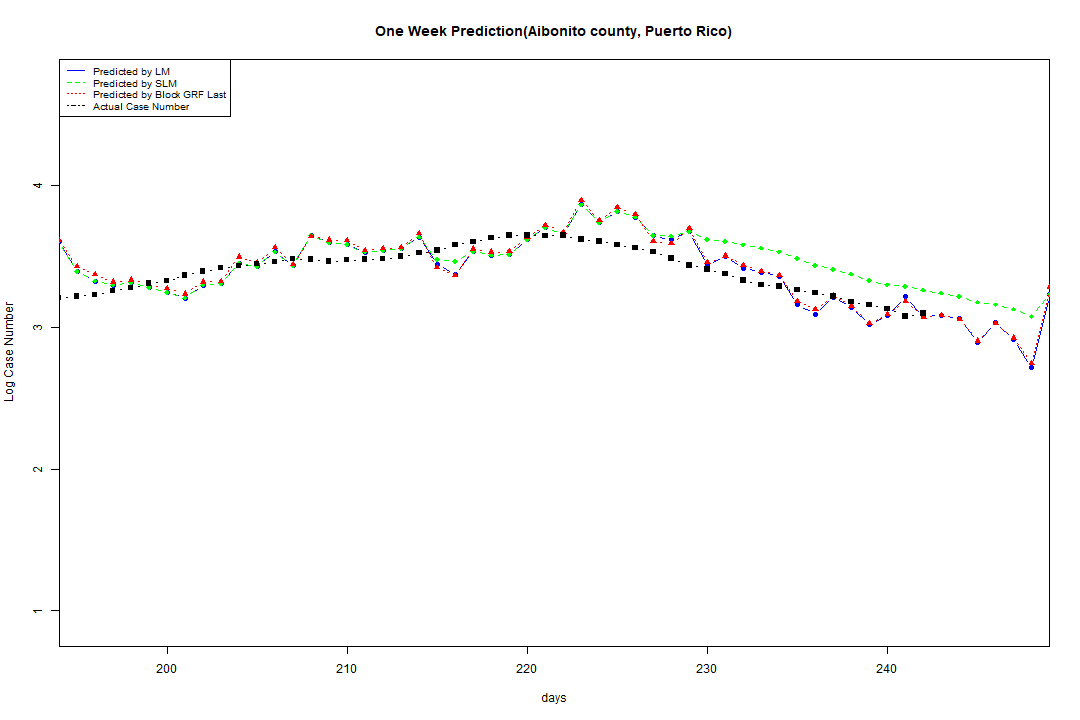 One Week Prediction(Aibonito county, Puerto Rico)
Predicted by LM
Predicted by SLM
Predicted by Block GRF Last
Actual Case Number
4
3
2
1
Log Case Number
200 210 220 230 240
days